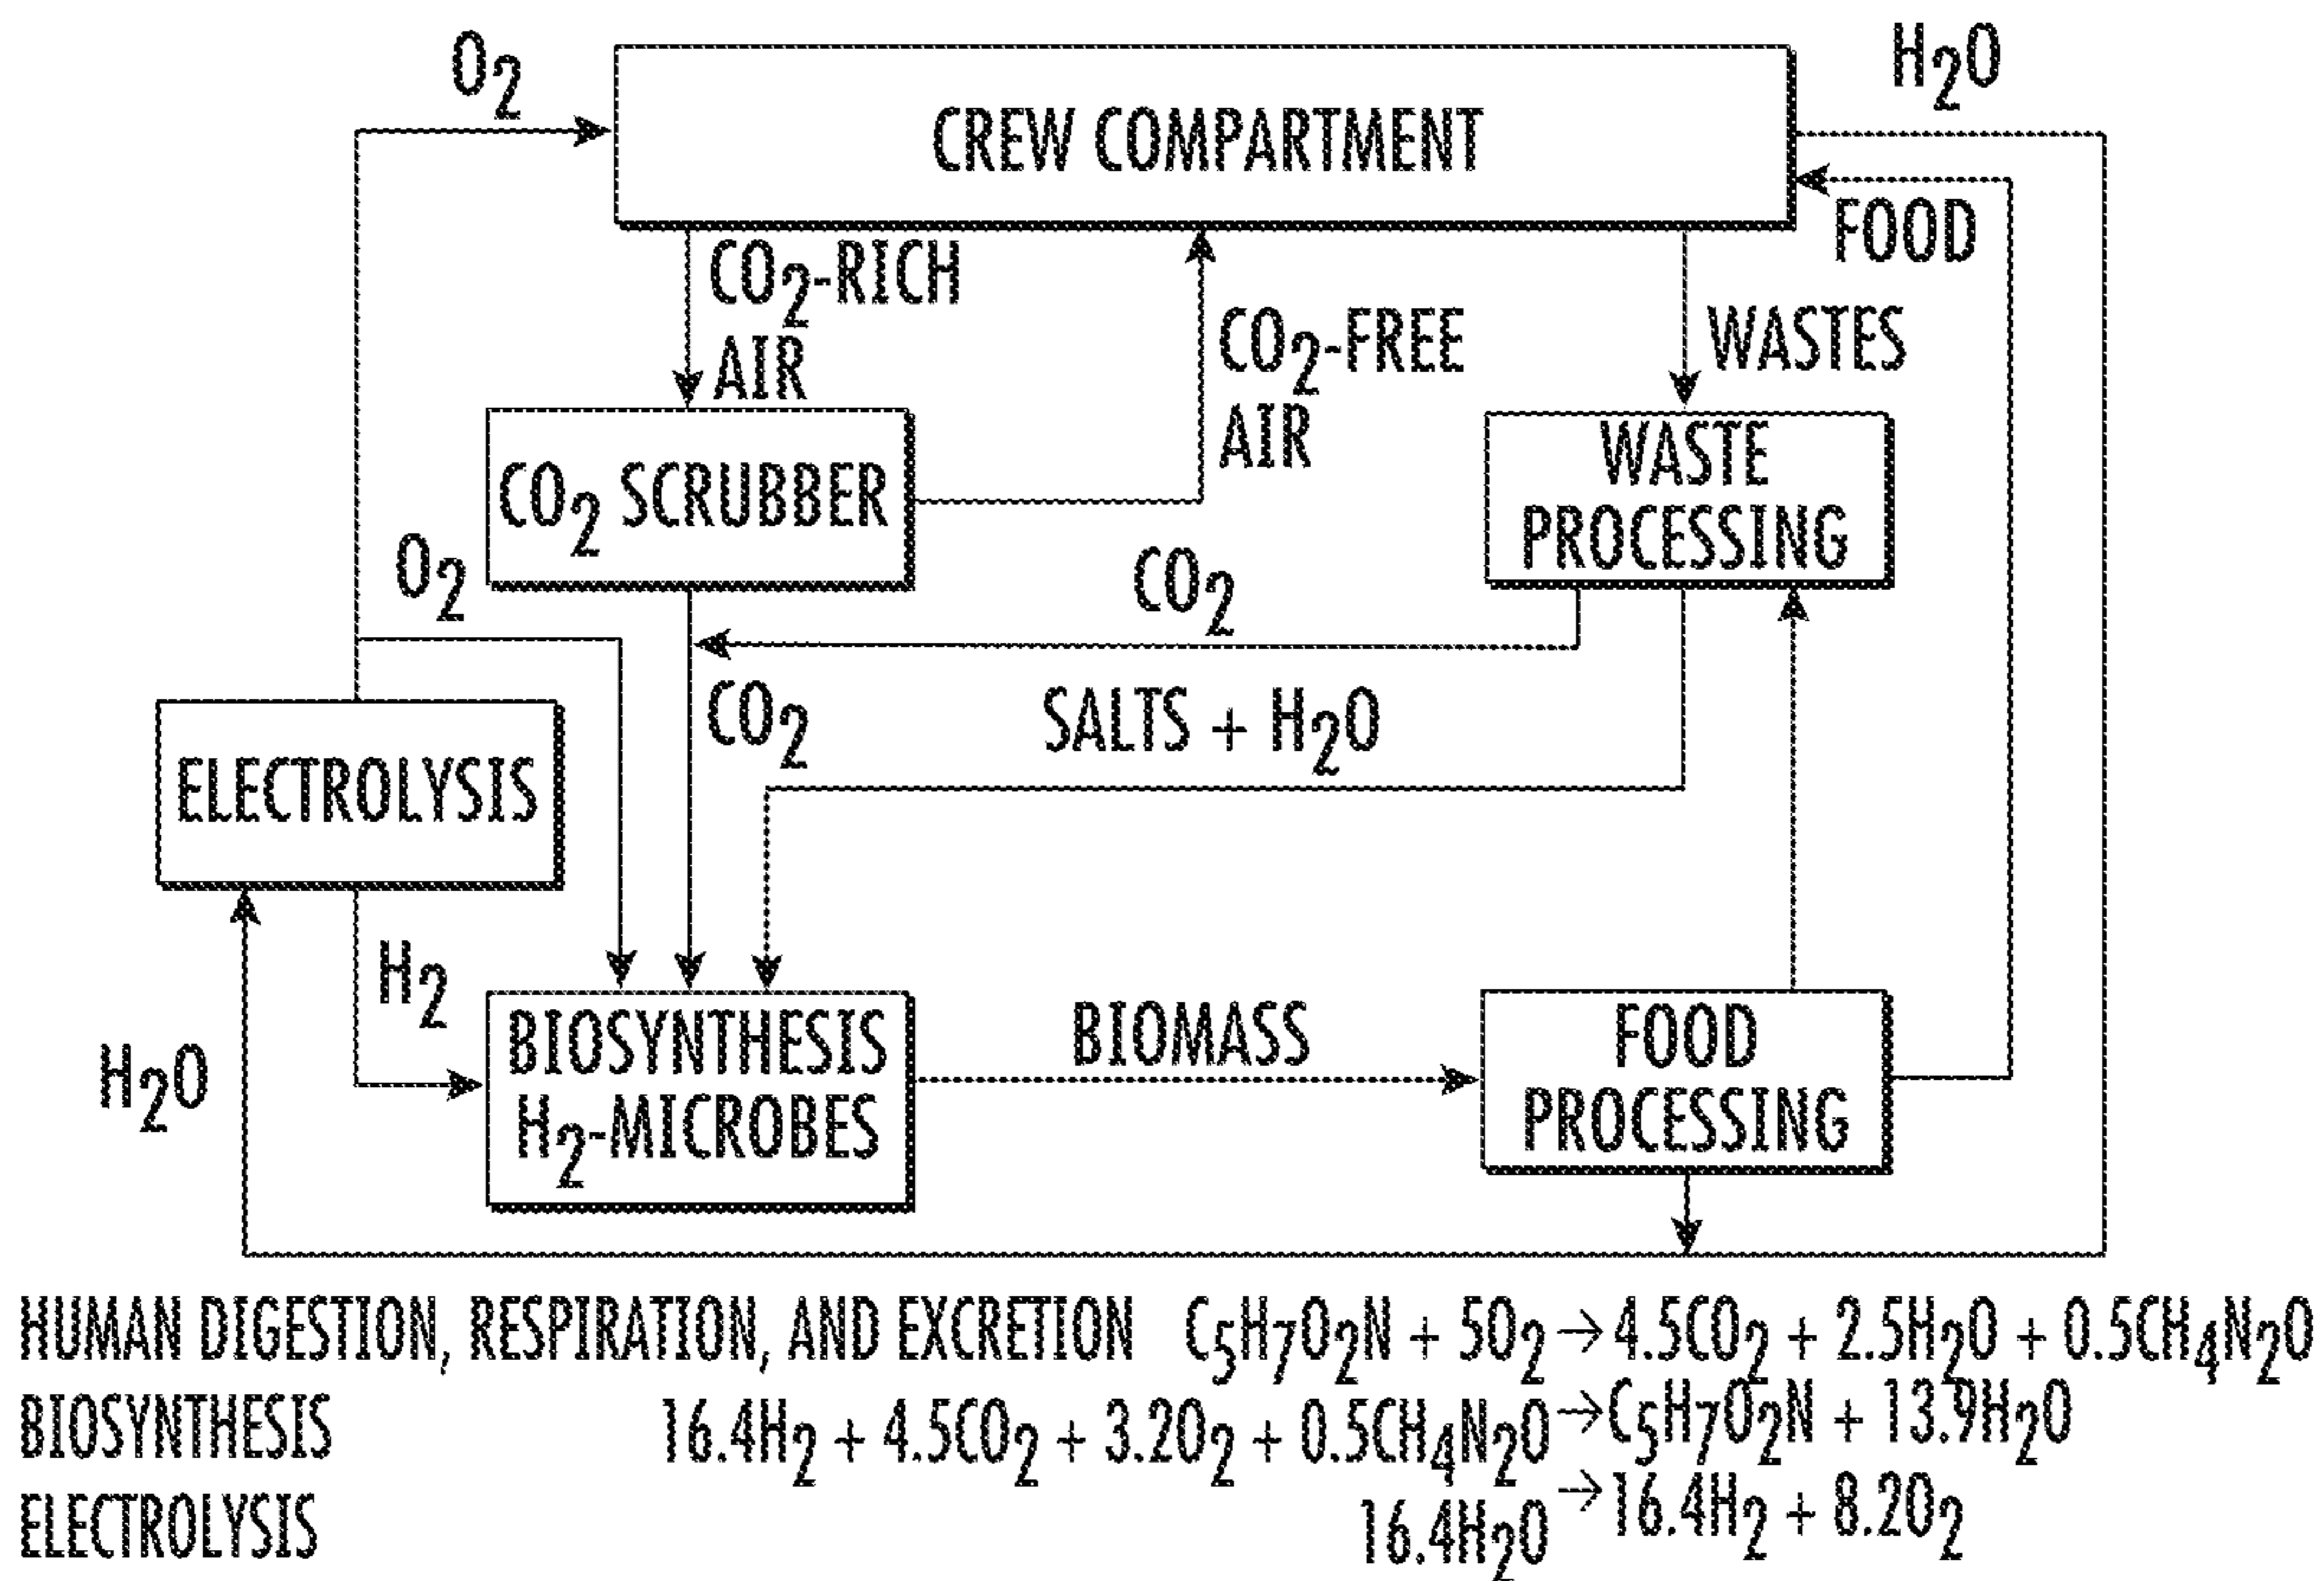 O2
H2O
CREW COMPARTMENT
FOOD
CO2-RICH
AIR
CO2-FREE
AIR
WASTES
CO2 SCRUBBER
WASTE
PROCESSING
O2
CO2
CO2
SALTS + H2O
ELECTROLYSIS
H2
H2O
BIOSYNTHESIS
H2-MICROBES
BIOMASS
FOOD
PROCESSING
HUMAN DIGESTION, RESPIRATION, AND EXCRETION C5H7O2N + 5O2 → 4.5CO2 + 2.5H2O + 0.5CH4N2O
BIOSYNTHESIS 16.4H2 + 4.5CO2 + 3.2O2 + 0.5CH4N2O → C5H7O2N + 13.9H2O
ELECTROLYSIS 16.4H2O → 16.4H2 + 8.2O2